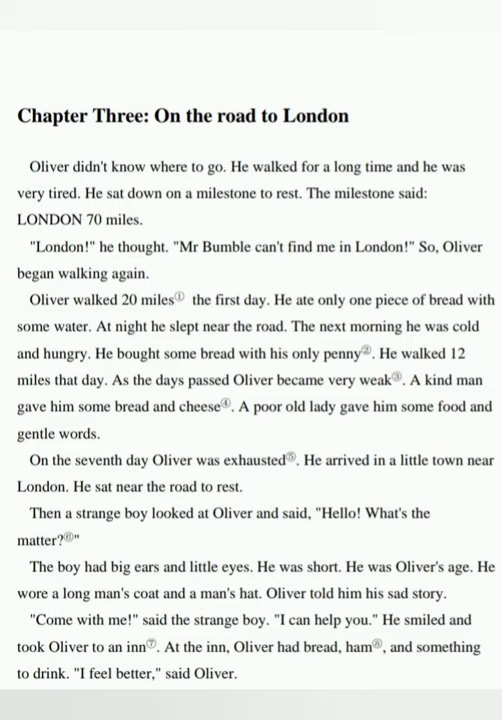 Chapter Three: On the road to London
Oliver didn't know where to go. He walked for a long time and he was
very tired. He sat down on a milestone to rest. The milestone said:
LONDON 70 miles.
"London!" he thought. "Mr Bumble can't find me in London!" So, Oliver
began walking again.
Oliver walked 20 miles① the first day. He ate only one piece of bread with
some water. At night he slept near the road. The next morning he was cold
and hungry. He bought some bread with his only penny②. He walked 12
miles that day. As the days passed Oliver became very weak③. A kind man
gave him some bread and cheese④. A poor old lady gave him some food and
gentle words.
On the seventh day Oliver was exhausted⑤. He arrived in a little town near
London. He sat near the road to rest.
Then a strange boy looked at Oliver and said, "Hello! What's the
matter?⑥"
The boy had big ears and little eyes. He was short. He was Oliver's age. He
wore a long man's coat and a man's hat. Oliver told him his sad story.
"Come with me!" said the strange boy. "I can help you." He smiled and
took Oliver to an inn⑦. At the inn, Oliver had bread, ham⑧, and something
to drink. "I feel better," said Oliver.